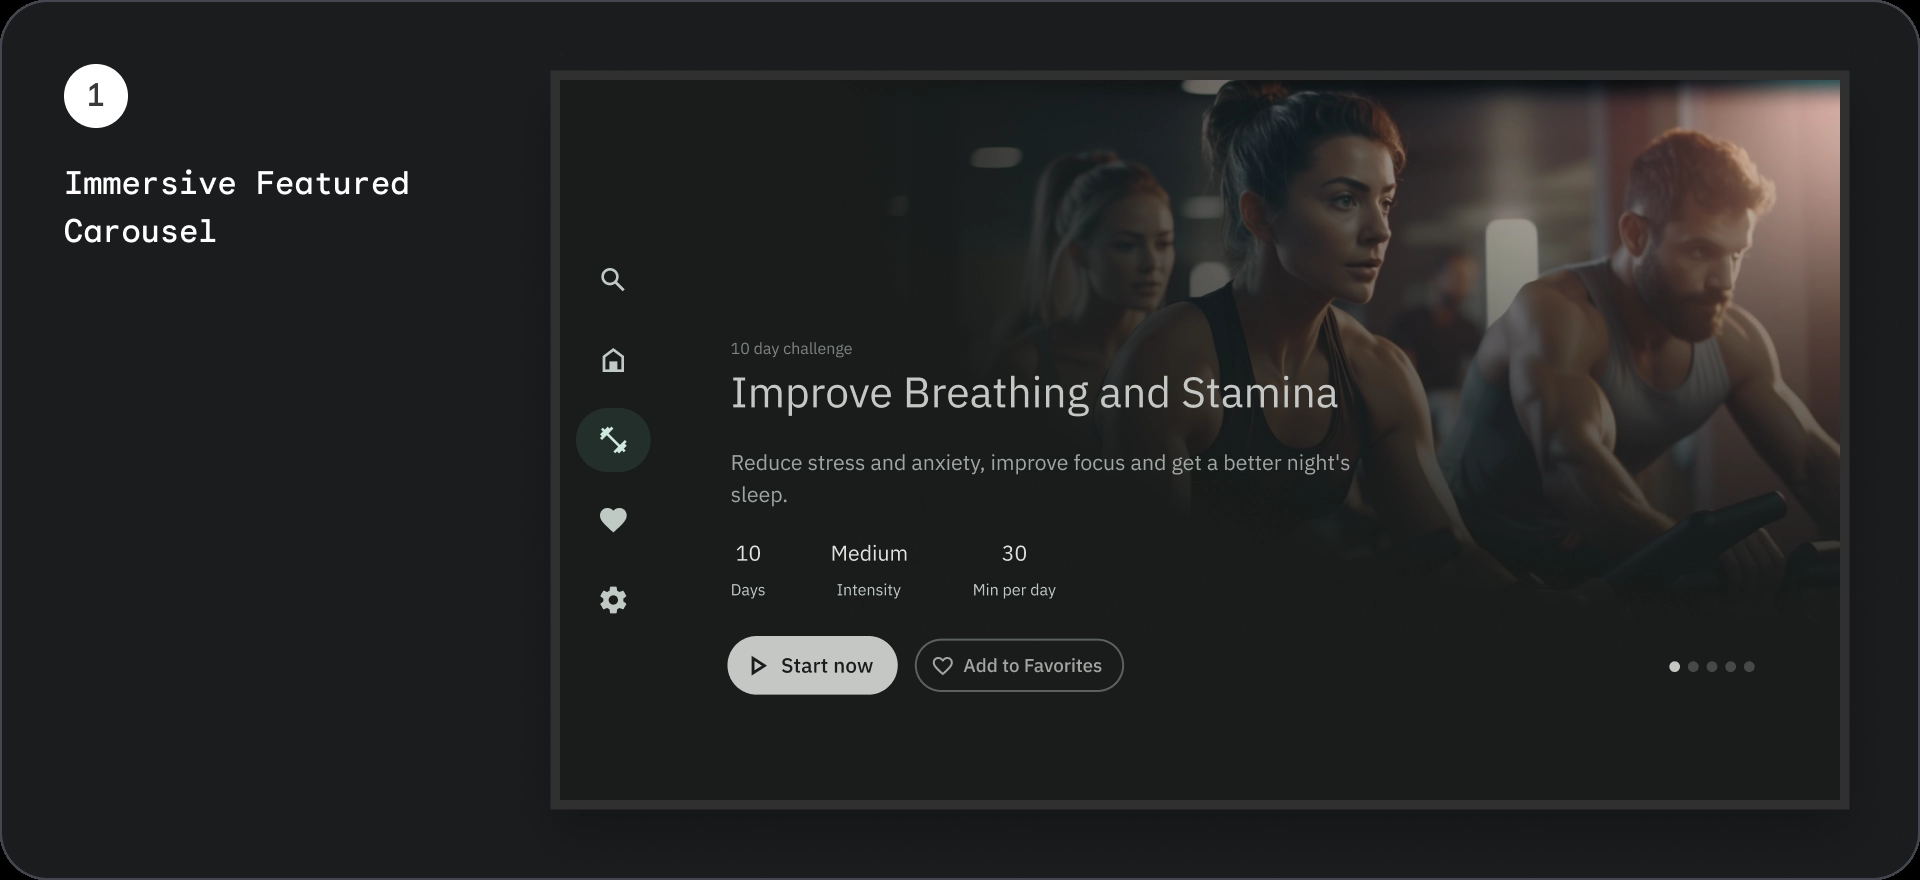 1
Immersive Featured
Carousel
10 day challenge
Improve Breathing and Stamina
Reduce stress and anxiety, improve focus and get a better night's
sleep.
10 Medium 30
Days Intensity Min per day
Start now Add to Favorites